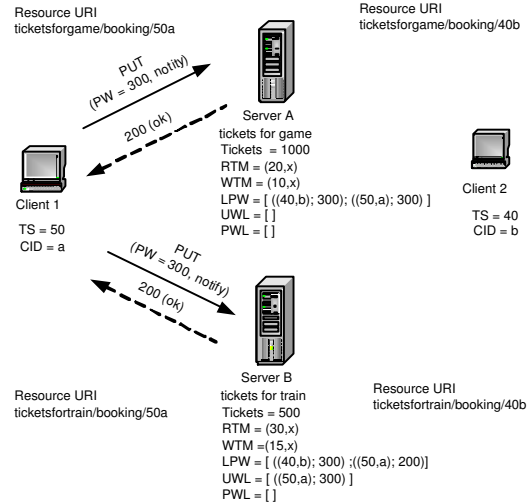 Resource URI
ticketsforgame/booking/50a
Resource URI
ticketsforgame/booking/40b
PUT
(PW = 300, notity)
200 (ok)
Server A
tickets for game
Tickets = 1000
RTM = (20,x)
WTM = (10,x)
LPW = [ ((40,b); 300); ((50,a); 300) ]
UWL = [ ]
PWL = [ ]
Client 1
TS = 50
CID = a
Client 2
TS = 40
CID = b
PUT
(PW = 300, notify)
200 (ok)
Server B
tickets for train
Tickets = 500
RTM = (30,x)
WTM =(15,x)
LPW = [ ((40,b); 300) ;((50,a); 200)]
UWL = [ ((50,a); 300) ]
PWL = [ ]
Resource URI
ticketsfortrain/booking/50a
Resource URI
ticketsfortrain/booking/40b